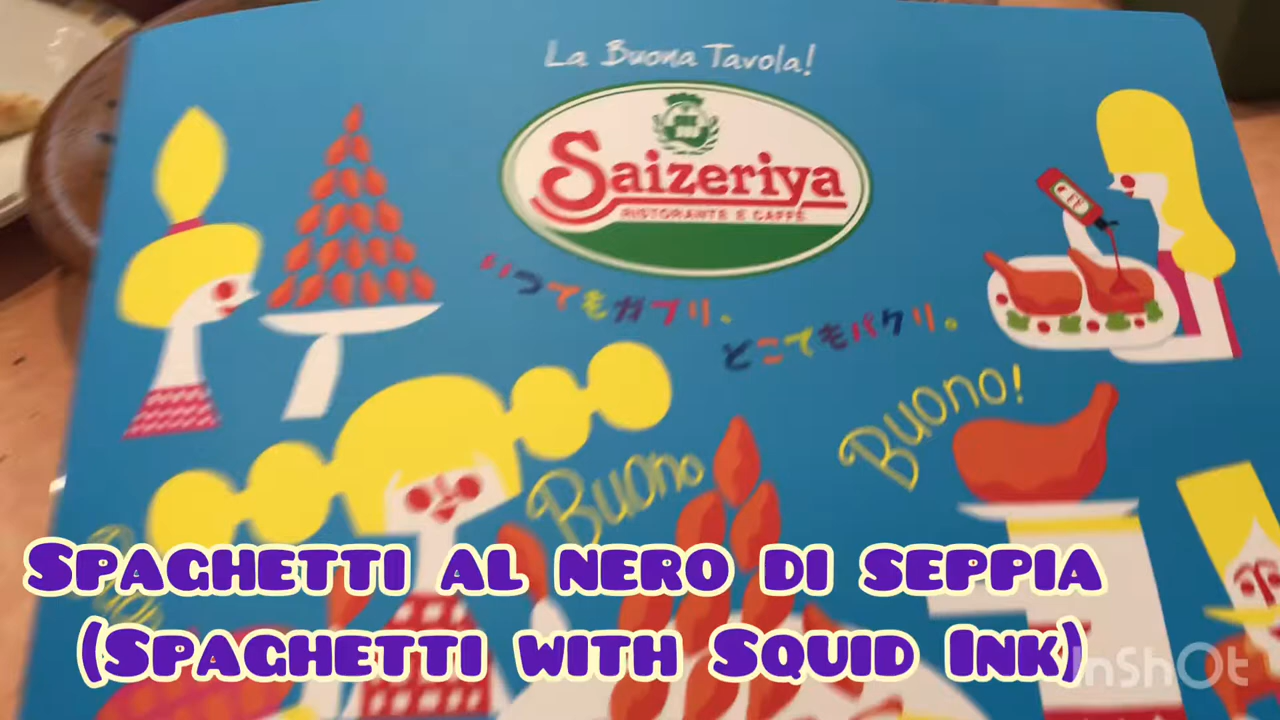 La Buona Tavola!
Saizeriya
RISTORANTE E CAFFÈ
いつでもガブリ。
どこでもパクリ。
Buono!
Buono
SPAGHETTI AL NERO DI SEPPIA
(SPAGHETTI WITH SQUID INK)
InShOt